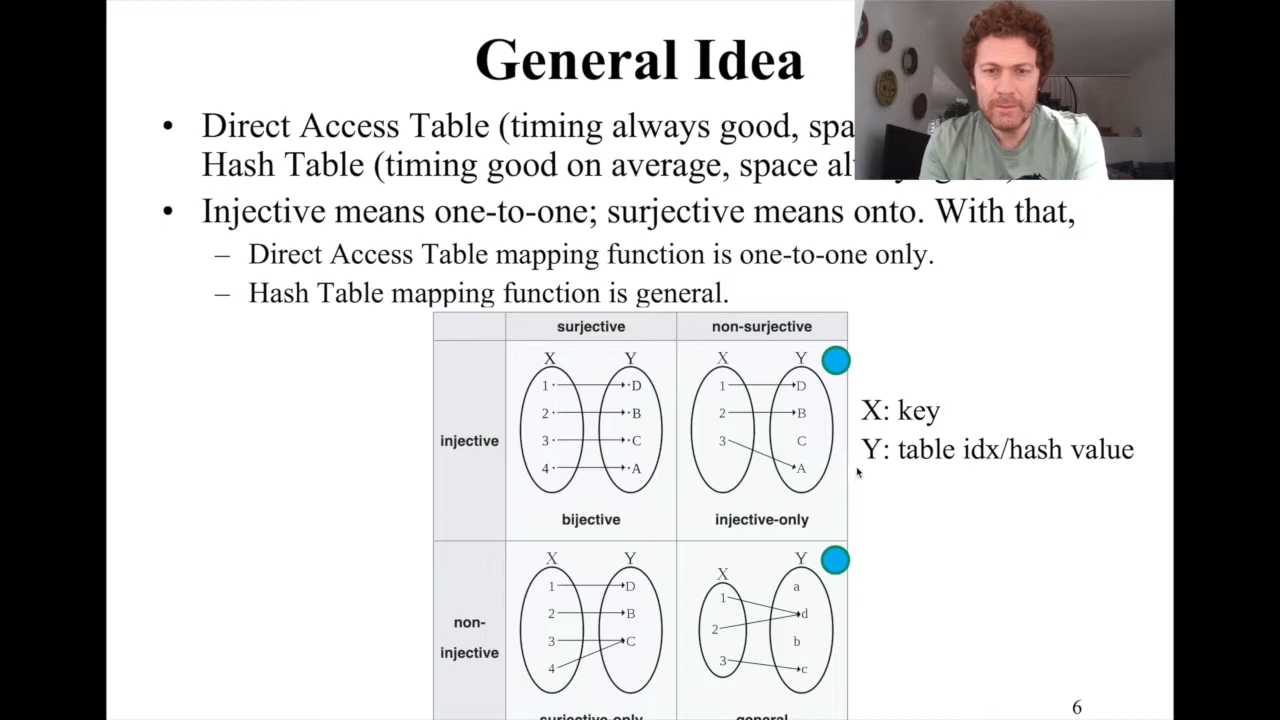 General Idea
• Direct Access Table (timing always good,
Hash Table (timing good on average, space
• Injective means one-to-one; surjective means onto. With that,
– Direct Access Table mapping function is one-to-one only.
– Hash Table mapping function is general.
surjective non-surjective
X Y X Y
1 D 1 D
2 B 2 B
injective 3 C 3 C
4 A A
bijective injective-only
X: key
Y: table idx/hash value
X Y X Y
1 D 1 a
2 B 2 d
non-injective 3 C 3 b
4 c
surjective-only general
6